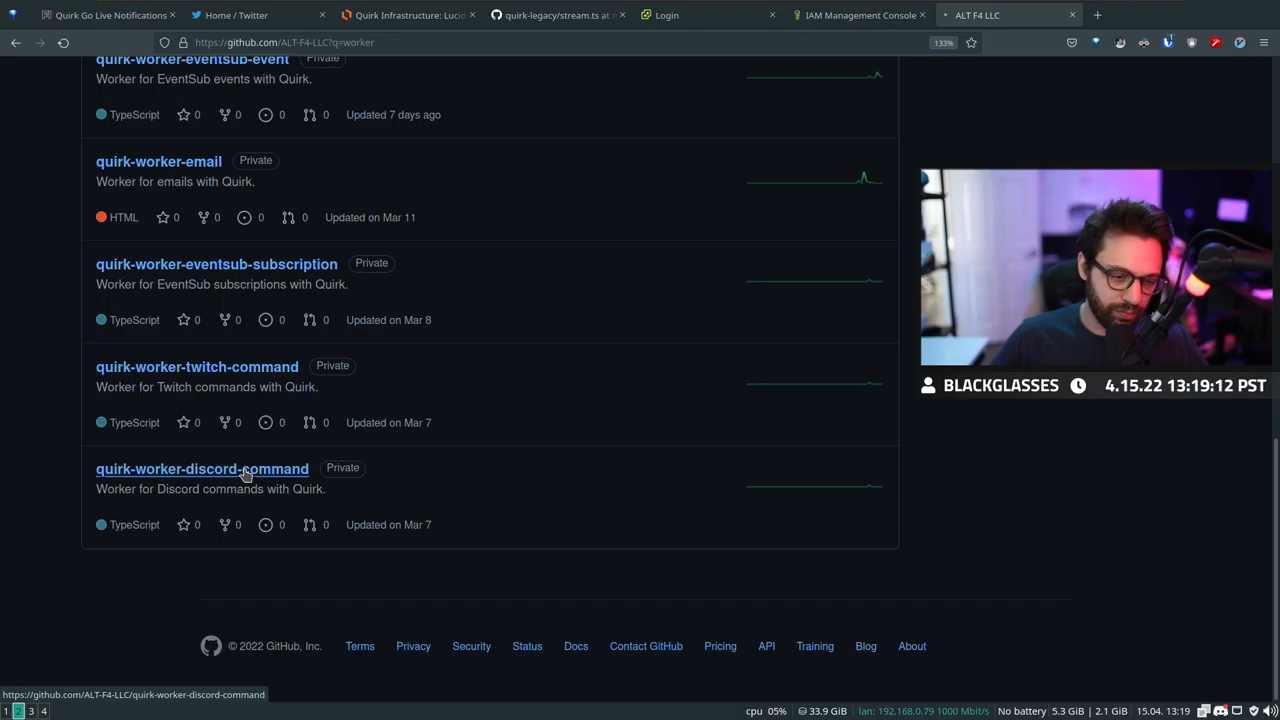 Quirk Go Live Notifications
Home / Twitter
Quirk Infrastructure: Lucid
quirk-legacy/stream.ts at
Login
IAM Management Console
ALT F4 LLC
https://github.com/ALT-F4-LLC?q=worker
133%
quirk-worker-eventsub-event
Private
Worker for EventSub events with Quirk.
TypeScript 0 0 0 0 Updated 7 days ago
quirk-worker-email
Private
Worker for emails with Quirk.
HTML 0 0 0 0 Updated on Mar 11
quirk-worker-eventsub-subscription
Private
Worker for EventSub subscriptions with Quirk.
TypeScript 0 0 0 0 Updated on Mar 8
quirk-worker-twitch-command
Private
Worker for Twitch commands with Quirk.
TypeScript 0 0 0 0 Updated on Mar 7
quirk-worker-discord-command
Private
Worker for Discord commands with Quirk.
TypeScript 0 0 0 0 Updated on Mar 7
BLACKGLASSES 4.15.22 13:19:12 PST
© 2022 GitHub, Inc. Terms Privacy Security Status Docs Contact GitHub Pricing API Training Blog About
https://github.com/ALT-F4-LLC/quirk-worker-discord-command
1 2 3 4
cpu 05% 33.9 GiB lan: 192.168.0.79 1000 Mbit/s No battery 5.3 GiB | 2.1 GiB 15.04. 13:19